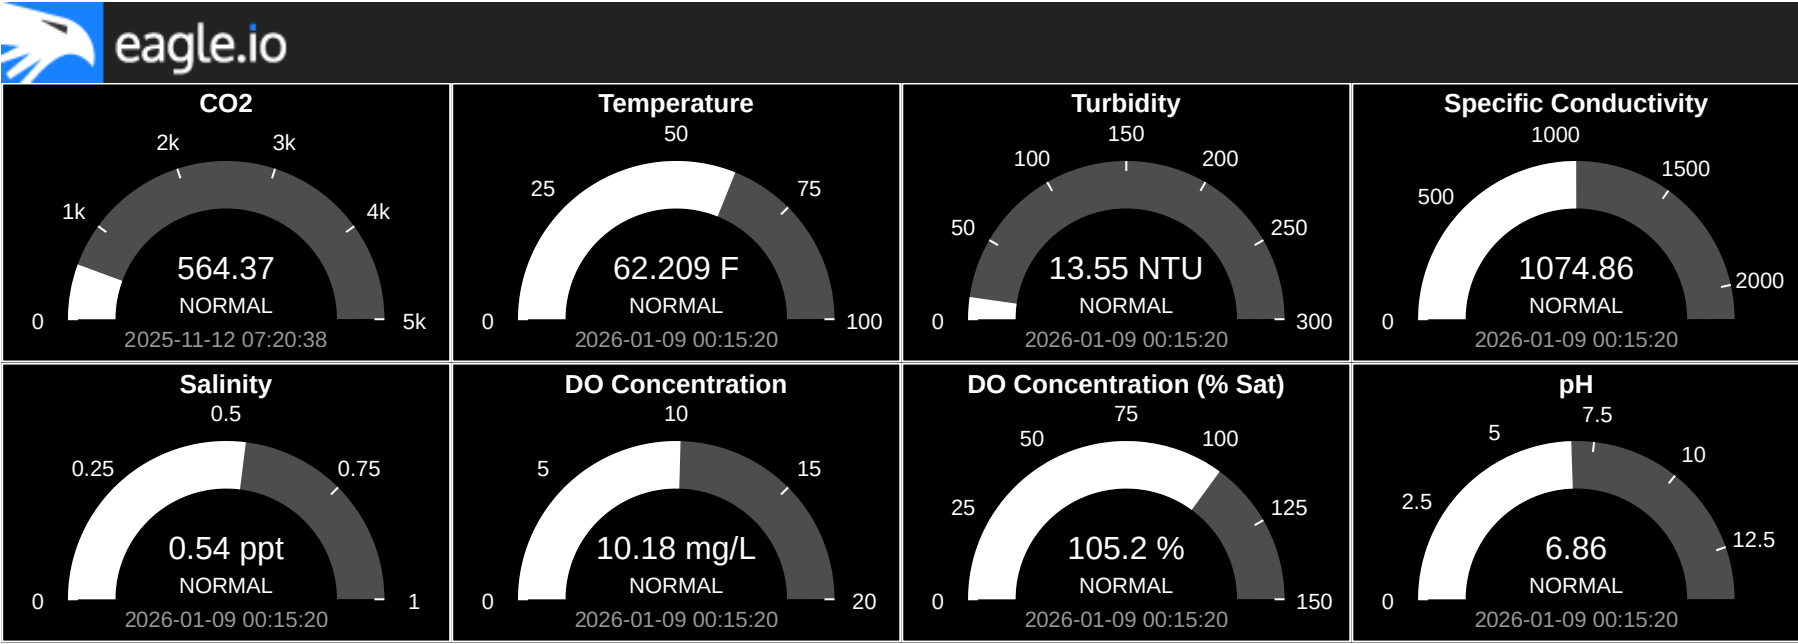 eagle.io
CO2
2k
3k
1k
4k
564.37
NORMAL
0
5k
2025-11-12 07:20:38
Temperature
50
25
75
62.209 F
NORMAL
0
100
2026-01-09 00:15:20
Turbidity
150
100
200
50
250
13.55 NTU
NORMAL
0
300
2026-01-09 00:15:20
Specific Conductivity
1000
1500
500
1074.86
2000
NORMAL
0
2026-01-09 00:15:20
Salinity
0.5
0.25
0.75
0.54 ppt
NORMAL
0
1
2026-01-09 00:15:20
DO Concentration
10
5
15
10.18 mg/L
NORMAL
0
20
2026-01-09 00:15:20
DO Concentration (% Sat)
75
50
100
25
125
105.2 %
NORMAL
0
150
2026-01-09 00:15:20
pH
7.5
5
10
2.5
12.5
6.86
NORMAL
0
2026-01-09 00:15:20